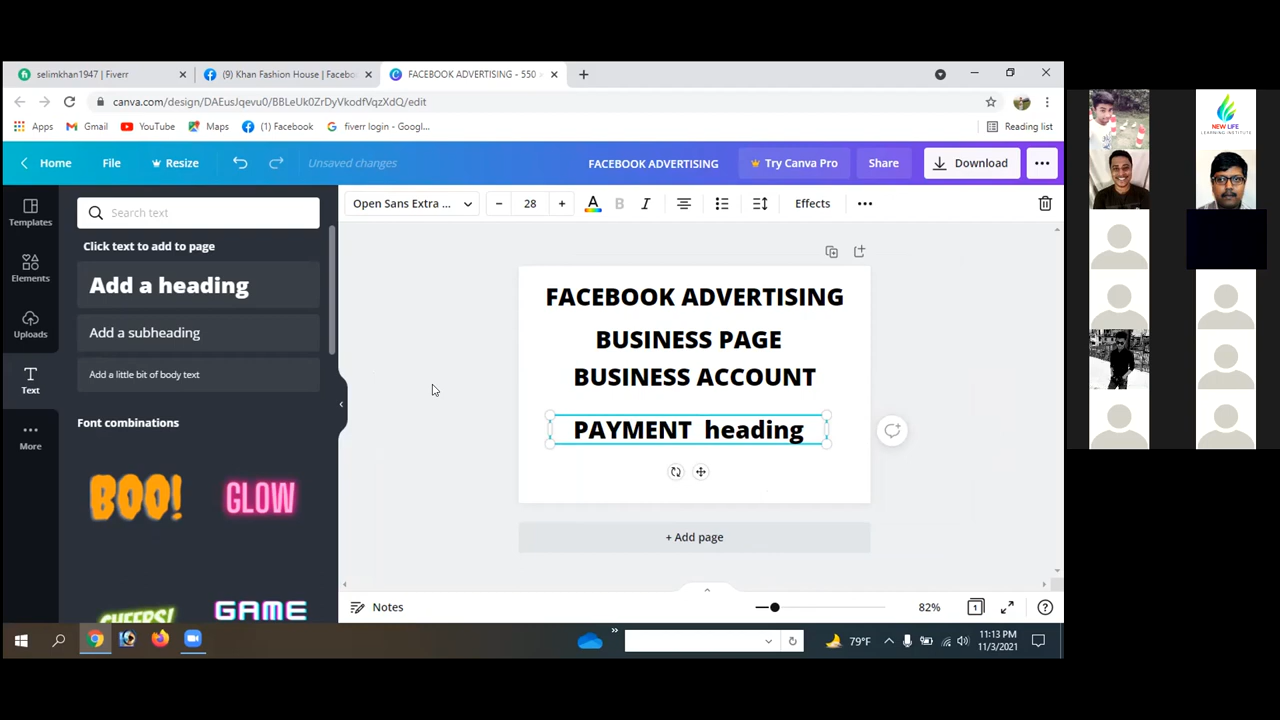 selimkhan1947 | Fiverr
(9) Khan Fashion House | Facebo
FACEBOOK ADVERTISING - 550
canva.com/design/DAEusJqevu0/BBLeUk0ZrDyVkodfVqzXdQ/edit
Apps
Gmail
YouTube
Maps
(1) Facebook
fiverr login - Googl...
Reading list
Home
File
Resize
Unsaved changes
FACEBOOK ADVERTISING
Try Canva Pro
Share
Download
Templates
Elements
Uploads
Text
More
Search text
Click text to add to page
Add a heading
Add a subheading
Add a little bit of body text
Font combinations
BOO!
GLOW
CHEERS!
GAME
Open Sans Extra ...
28
A
B
I
Effects
FACEBOOK ADVERTISING
BUSINESS PAGE
BUSINESS ACCOUNT
PAYMENT heading
+ Add page
Notes
82%
1
79°F
11:13 PM
11/3/2021
NEW LIFE
LEARNING INSTITUTE